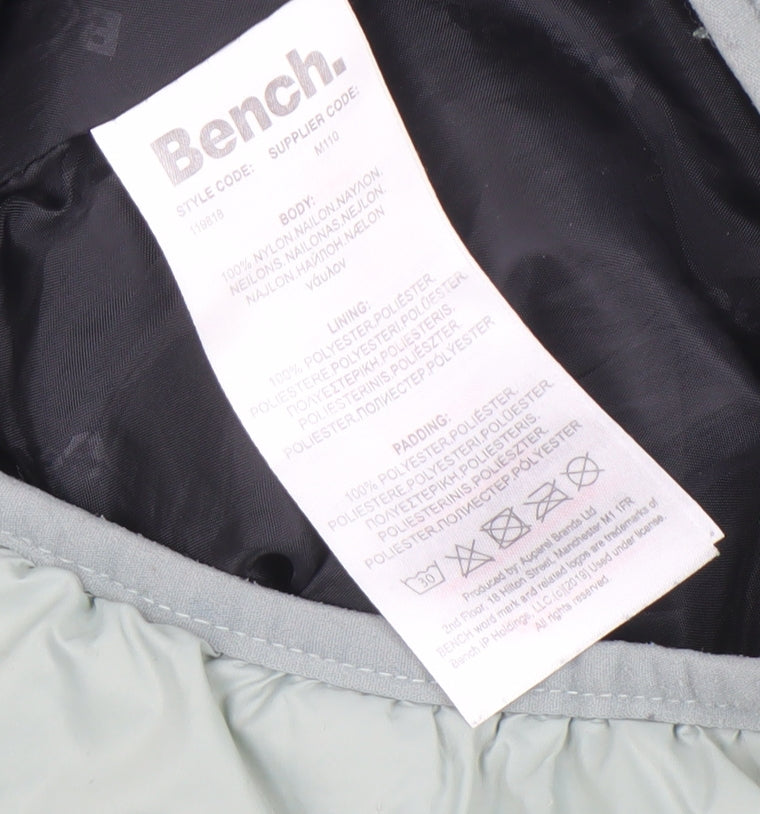 Bench.
STYLE CODE: SUPPLIER CODE:
119818 M110
BODY:
100% NYLON.NAILON.ΝΑΥΛΟΝ.
NEILONS.NAILONAS.NEJLON.
NAJLON НАЙЛОН.NÆLON
νάυλον
LINING:
100% POLYESTER.POLIÉSTER.
POLIESTERE.POLYESTERI.POLÜESTER.
ΠΟΛΥΕΣΤΕΡΙΚΗ.POLIESTERIS.
POLIESTERINIS.POLIÉSZTER.
POLIESTER.ПОЛИЕСТЕР.POLYESTER
PADDING:
100% POLYESTER.POLIÉSTER.
POLIESTERE.POLYESTERI.POLÜESTER.
ΠΟΛΥΕΣΤΕΡΙΚΗ POLIESTERIS.
POLIESTERINIS.POLIÉSZTER.
POLIESTER.ПОЛИЕСТЕР.POLYESTER
30
Produced by Apparel Brands Ltd
2nd Floor, 18 Hilton Street, Manchester M1 1FR
BENCH word mark and related logos are trademarks of
Bench IP Holdings, LLC.(c)(2019) Used under license.
All rights reserved